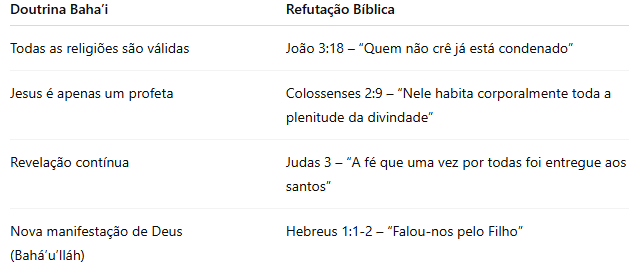 Doutrina Baha’i Refutação Bíblica
Todas as religiões são válidas João 3:18 – “Quem não crê já está condenado”
Jesus é apenas um profeta Colossenses 2:9 – “Nele habita corporalmente toda a
plenitude da divindade”
Revelação contínua Judas 3 – “A fé que uma vez por todas foi entregue aos
santos”
Nova manifestação de Deus Hebreus 1:1-2 – “Falou-nos pelo Filho”
(Bahá’u’lláh)